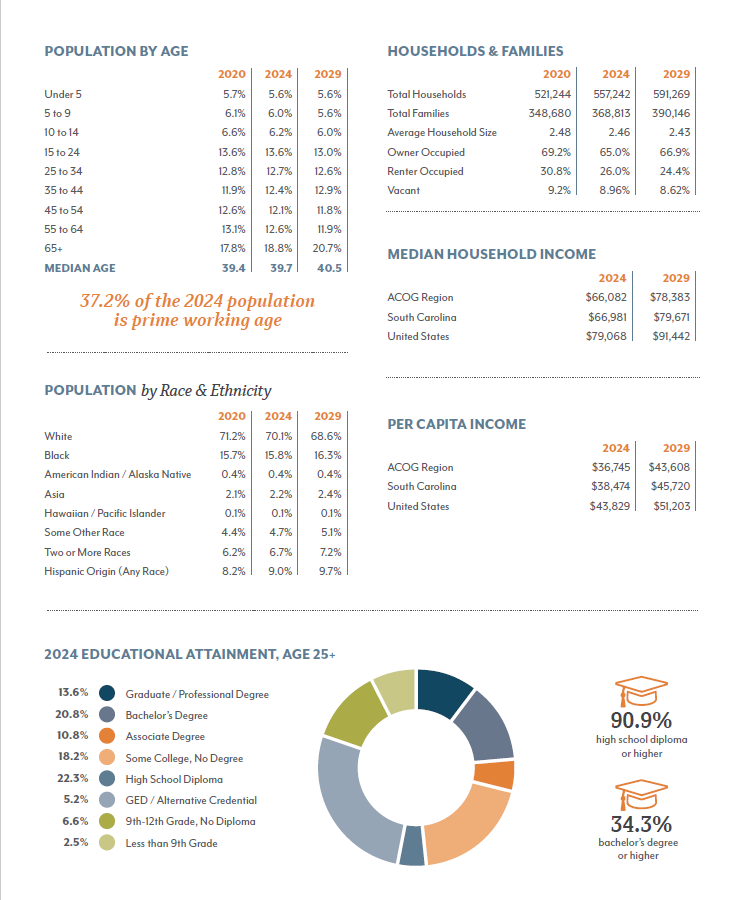 POPULATION BY AGE
2020 2024 2029
Under 5 5.7% 5.6% 5.6%
5 to 9 6.1% 6.0% 5.6%
10 to 14 6.6% 6.2% 6.0%
15 to 24 13.6% 13.6% 13.0%
25 to 34 12.8% 12.7% 12.6%
35 to 44 11.9% 12.4% 12.9%
45 to 54 12.6% 12.1% 11.8%
55 to 64 13.1% 12.6% 11.9%
65+ 17.8% 18.8% 20.7%
MEDIAN AGE 39.4 39.7 40.5
37.2% of the 2024 population
is prime working age
POPULATION by Race & Ethnicity
2020 2024 2029
White 71.2% 70.1% 68.6%
Black 15.7% 15.8% 16.3%
American Indian / Alaska Native 0.4% 0.4% 0.4%
Asia 2.1% 2.2% 2.4%
Hawaiian / Pacific Islander 0.1% 0.1% 0.1%
Some Other Race 4.4% 4.7% 5.1%
Two or More Races 6.2% 6.7% 7.2%
Hispanic Origin (Any Race) 8.2% 9.0% 9.7%
HOUSEHOLDS & FAMILIES
2020 2024 2029
Total Households 521,244 557,242 591,269
Total Families 348,680 368,813 390,146
Average Household Size 2.48 2.46 2.43
Owner Occupied 69.2% 65.0% 66.9%
Renter Occupied 30.8% 26.0% 24.4%
Vacant 9.2% 8.96% 8.62%
MEDIAN HOUSEHOLD INCOME
2024 2029
ACOG Region $66,082 $78,383
South Carolina $66,981 $79,671
United States $79,068 $91,442
PER CAPITA INCOME
2024 2029
ACOG Region $36,745 $43,608
South Carolina $38,474 $45,720
United States $43,829 $51,203
2024 EDUCATIONAL ATTAINMENT, AGE 25+
13.6% Graduate / Professional Degree
20.8% Bachelor's Degree
10.8% Associate Degree
18.2% Some College, No Degree
22.3% High School Diploma
5.2% GED / Alternative Credential
6.6% 9th-12th Grade, No Diploma
2.5% Less than 9th Grade
90.9%
high school diploma
or higher
34.3%
bachelor's degree
or higher